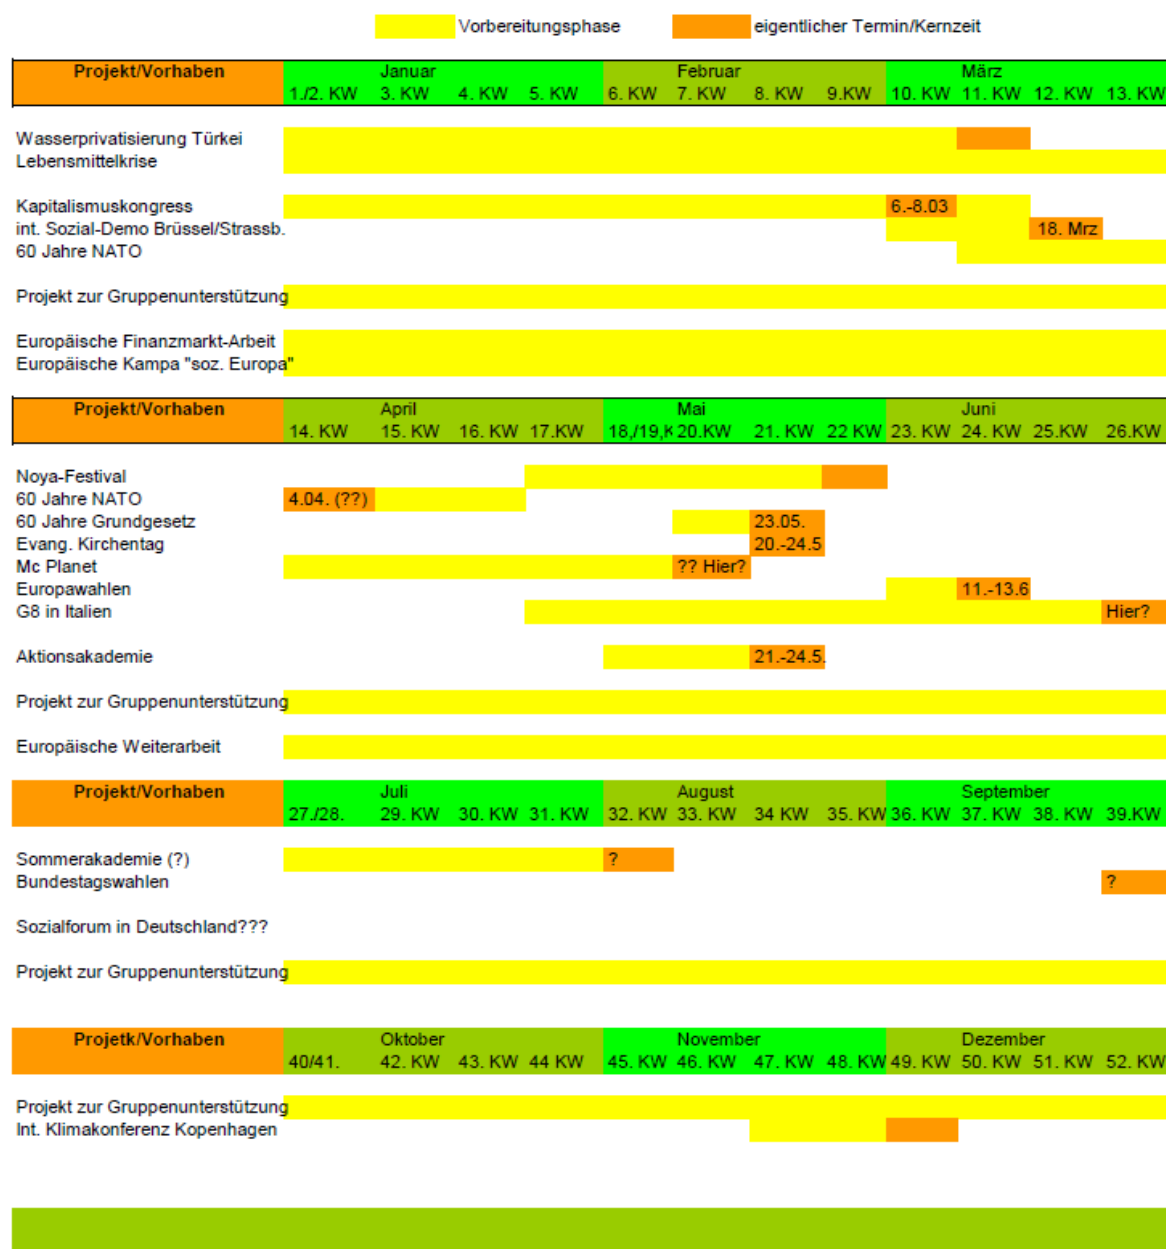 Vorbereitungsphase eigentlicher Termin/Kernzeit
Projekt/Vorhaben Januar Februar März
1./2. KW 3. KW 4. KW 5. KW 6. KW 7. KW 8. KW 9.KW 10. KW 11. KW 12. KW 13. KW
Wasserprivatisierung Türkei
Lebensmittelkrise
Kapitalismuskongress 6.-8.03
int. Sozial-Demo Brüssel/Strassb. 18. Mrz
60 Jahre NATO
Projekt zur Gruppenunterstützung
Europäische Finanzmarkt-Arbeit
Europäische Kampa "soz. Europa"
Projekt/Vorhaben April Mai Juni
14. KW 15. KW 16. KW 17.KW 18,/19,K 20.KW 21. KW 22 KW 23. KW 24. KW 25.KW 26.KW
Noya-Festival
60 Jahre NATO 4.04. (??)
60 Jahre Grundgesetz 23.05.
Evang. Kirchentag 20.-24.5
Mc Planet ?? Hier?
Europawahlen 11.-13.6
G8 in Italien Hier?
Aktionsakademie 21.-24.5.
Projekt zur Gruppenunterstützung
Europäische Weiterarbeit
Projekt/Vorhaben Juli August September
27./28. 29. KW 30. KW 31. KW 32. KW 33. KW 34 KW 35. KW 36. KW 37. KW 38. KW 39.KW
Sommerakademie (?) ?
Bundestagswahlen ?
Sozialforum in Deutschland???
Projekt zur Gruppenunterstützung
Projetk/Vorhaben Oktober November Dezember
40/41. 42. KW 43. KW 44 KW 45. KW 46. KW 47. KW 48. KW 49. KW 50. KW 51. KW 52. KW
Projekt zur Gruppenunterstützung
Int. Klimakonferenz Kopenhagen